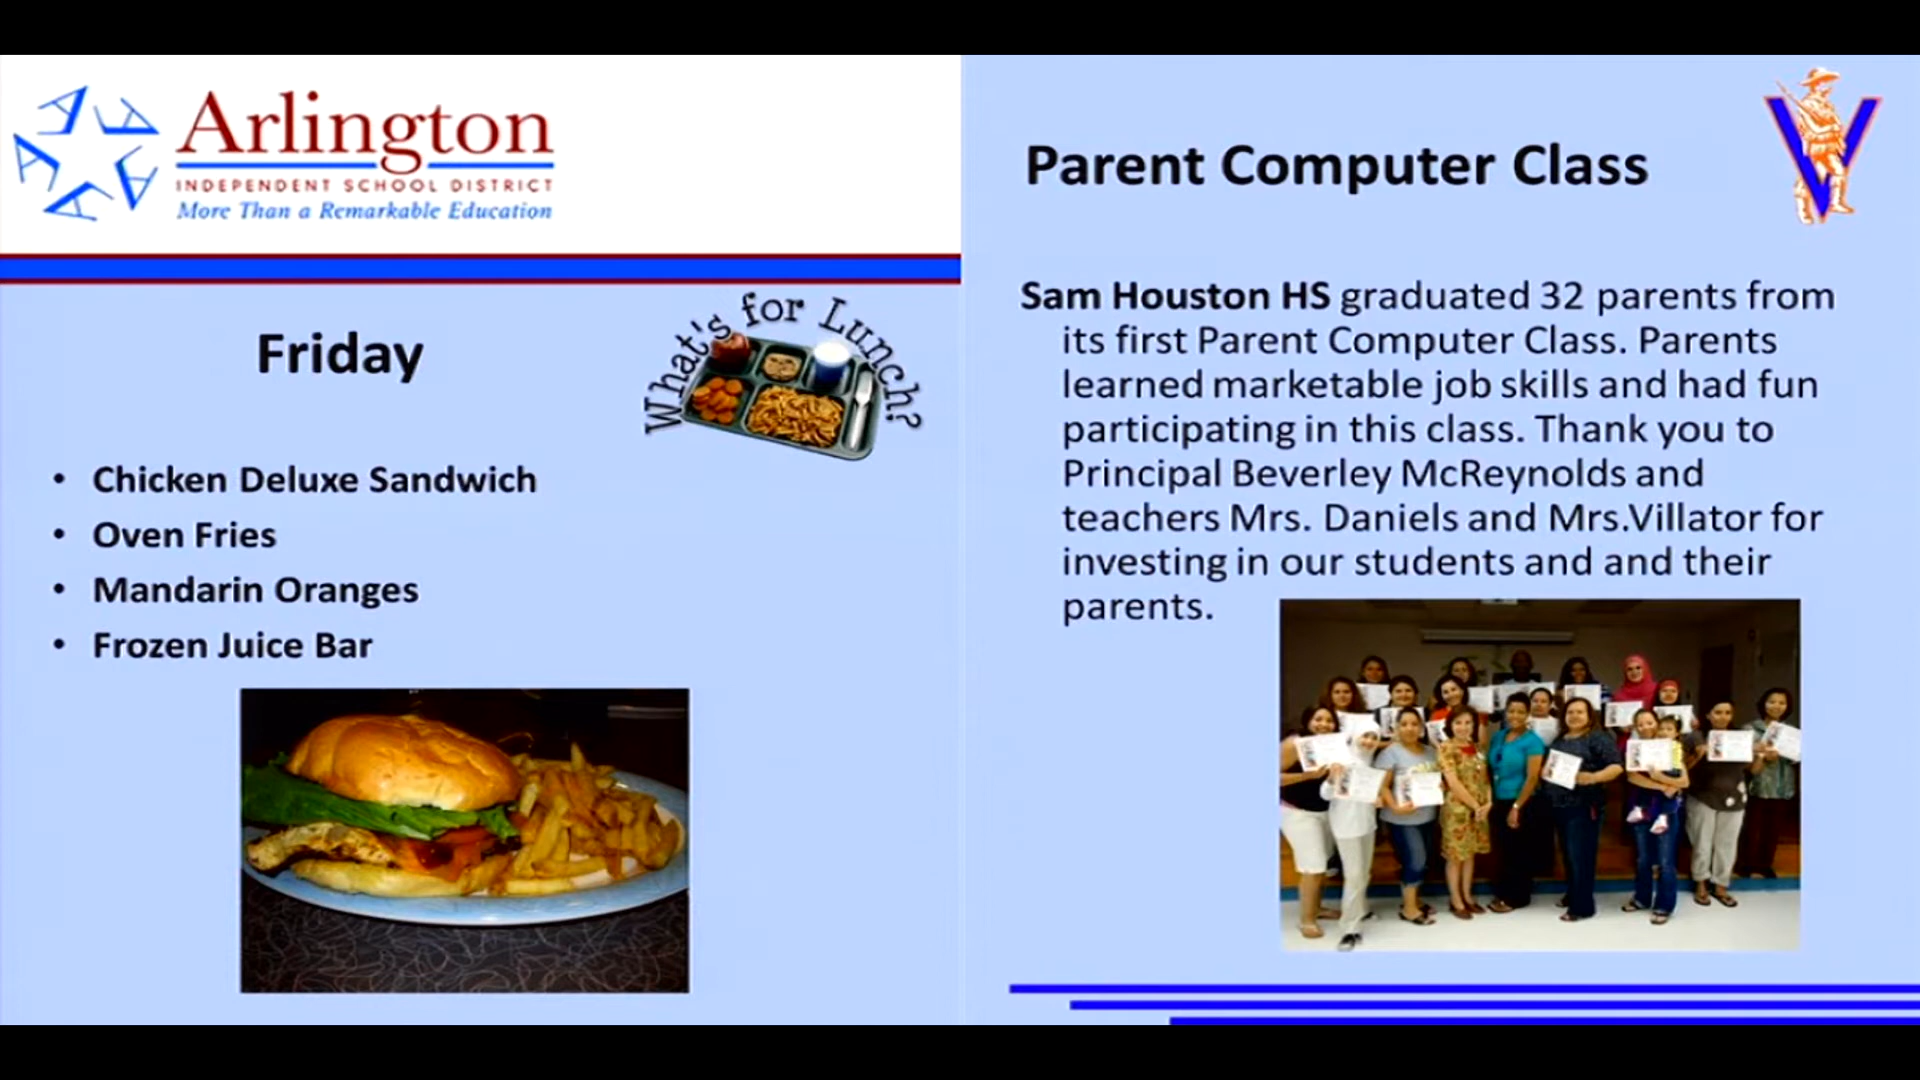 Arlington
INDEPENDENT SCHOOL DISTRICT
More Than a Remarkable Education
Friday
What's for Lunch?
• Chicken Deluxe Sandwich
• Oven Fries
• Mandarin Oranges
• Frozen Juice Bar
Parent Computer Class
V
Sam Houston HS graduated 32 parents from
its first Parent Computer Class. Parents
learned marketable job skills and had fun
participating in this class. Thank you to
Principal Beverley McReynolds and
teachers Mrs. Daniels and Mrs.Villator for
investing in our students and and their
parents.